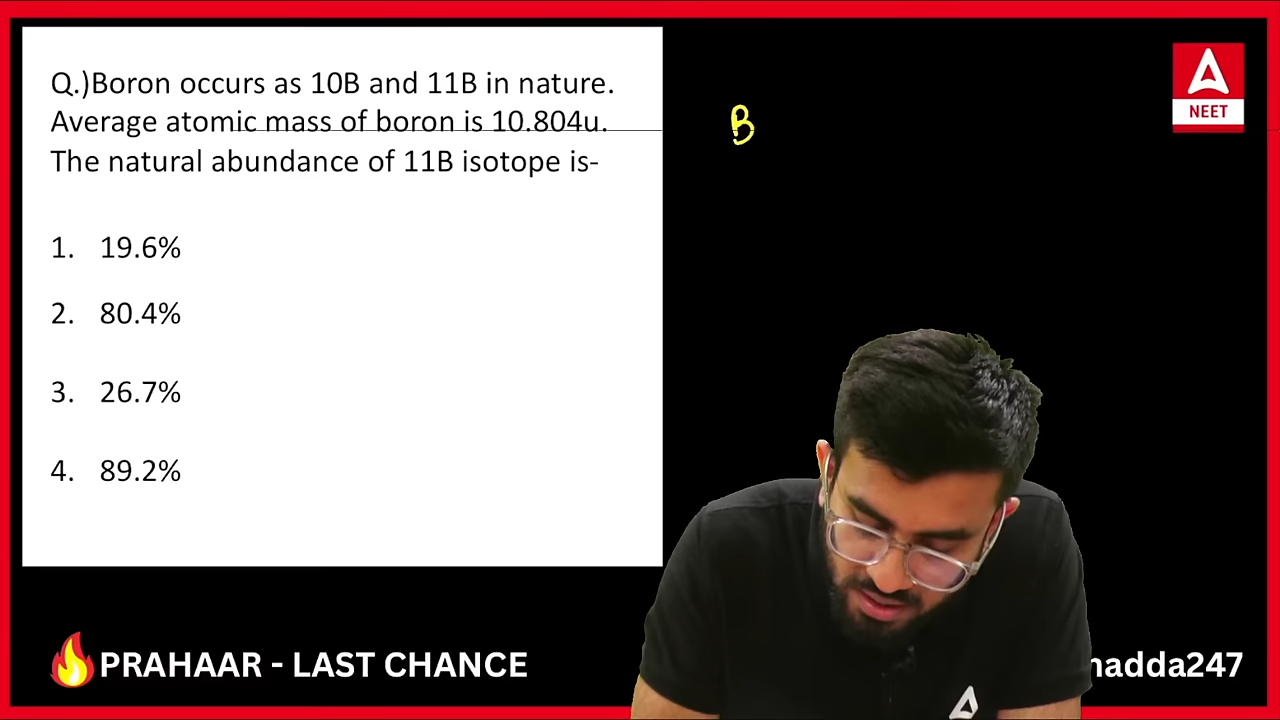 Q.)Boron occurs as 10B and 11B in nature.
Average atomic mass of boron is 10.804u.
The natural abundance of 11B isotope is-
1. 19.6%
2. 80.4%
3. 26.7%
4. 89.2%
B
NEET
🔥PRAHAAR - LAST CHANCE
hadda247